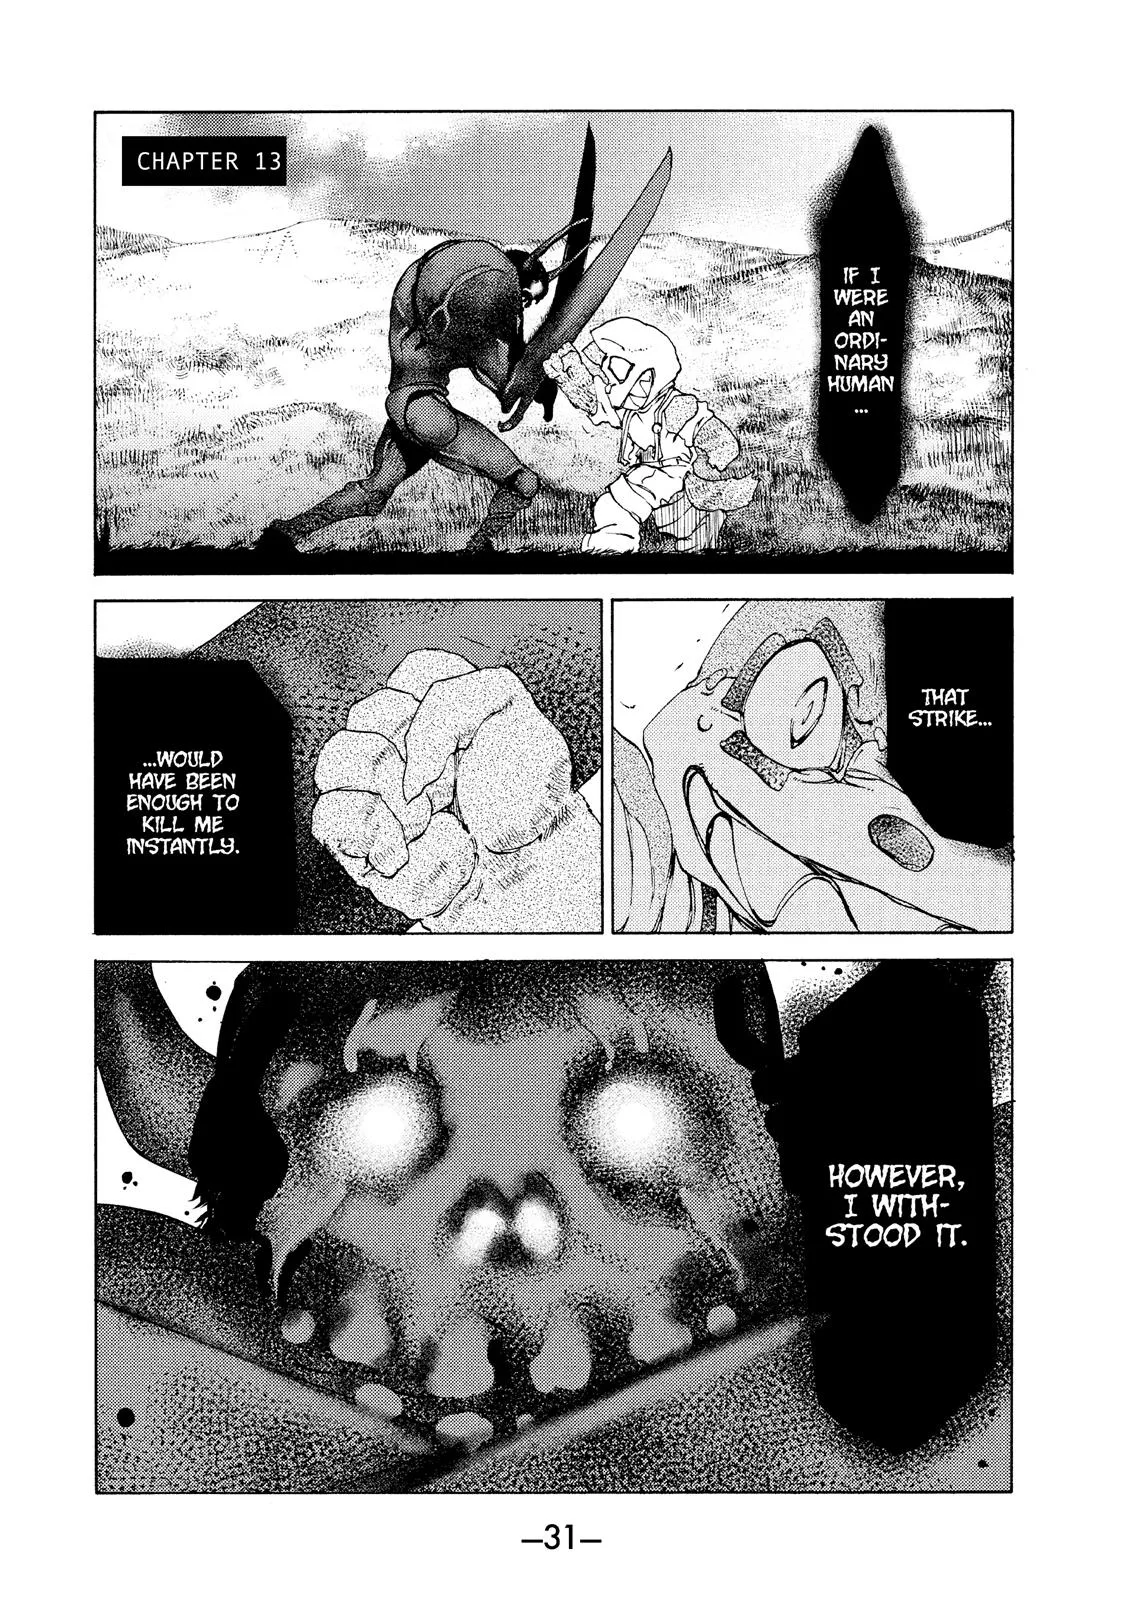 CHAPTER 13
IF I
WERE
AN
ORDI-
NARY
HUMAN
...
THAT
STRIKE...
...WOULD
HAVE BEEN
ENOUGH TO
KILL ME
INSTANTLY.
HOWEVER,
I WITH-
STOOD IT.
—31—